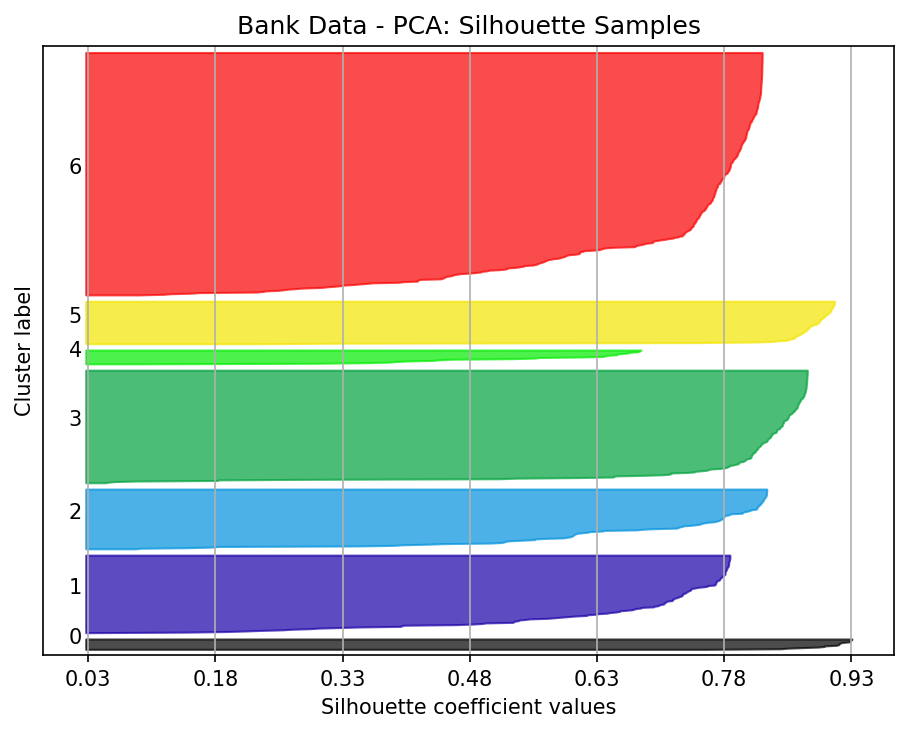 Bank Data - PCA: Silhouette Samples
Cluster label
6
5
4
3
2
1
0
0.03 0.18 0.33 0.48 0.63 0.78 0.93
Silhouette coefficient values